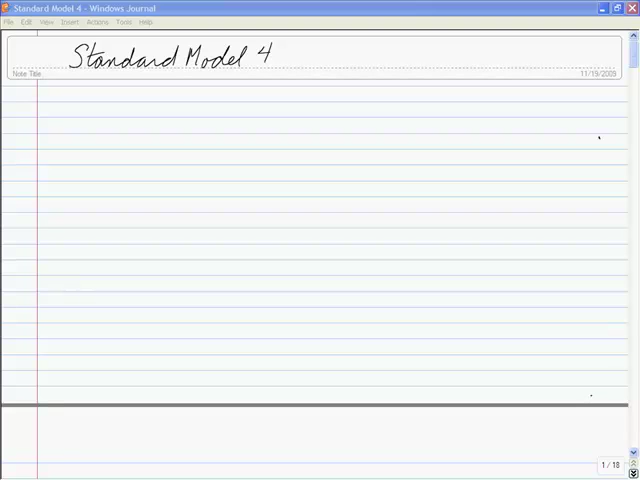 Standard Model 4 - Windows Journal
File Edit View Insert Actions Tools Help
Standard Model 4
Note Title
11/19/2009
1 / 18